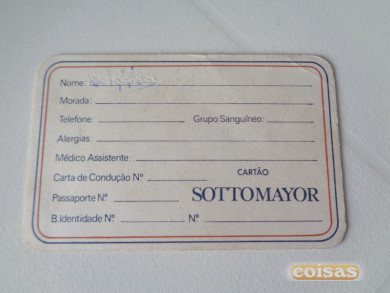 Nome:
Morada:
Telefone: Grupo Sanguíneo:
Alergias:
Médico Assistente:
Carta de Condução Nº
CARTÃO
Passaporte Nº SOTTOMAYOR
B. Identidade Nº Nº
coisas